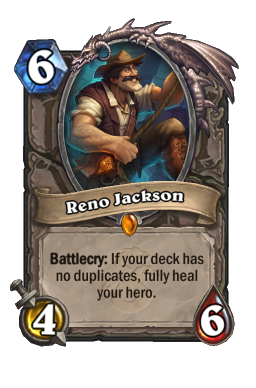 6
Reno Jackson
Battlecry: If your deck has
no duplicates, fully heal
your hero.
4
6